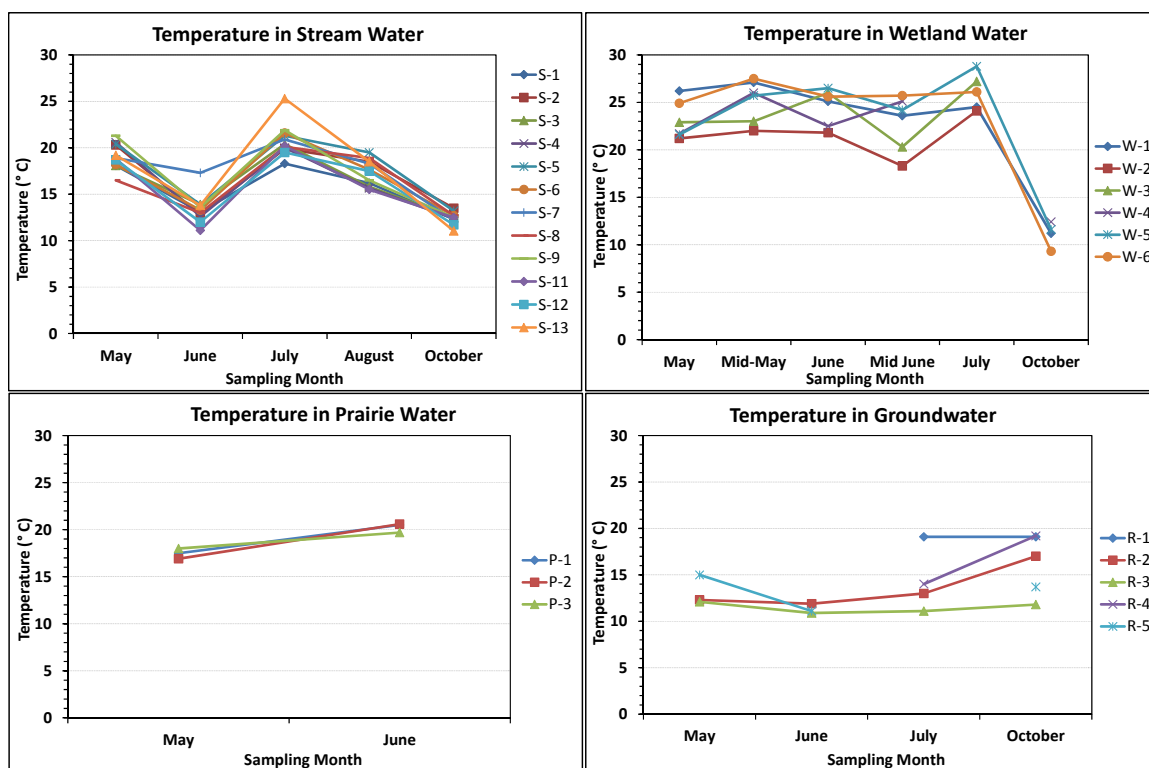 Temperature in Stream Water
30
25
20
15
10
5
0
Temperature (° C)
May June July August October
Sampling Month
S-1
S-2
S-3
S-4
S-5
S-6
S-7
S-8
S-9
S-11
S-12
S-13
Temperature in Wetland Water
30
25
20
15
10
5
0
Temperature (° C)
May Mid-May June Mid June July October
Sampling Month
W-1
W-2
W-3
W-4
W-5
W-6
Temperature in Prairie Water
30
25
20
15
10
5
0
Temperature (° C)
May June
Sampling Month
P-1
P-2
P-3
Temperature in Groundwater
30
25
20
15
10
5
0
Temperature (° C)
May June July October
Sampling Month
R-1
R-2
R-3
R-4
R-5